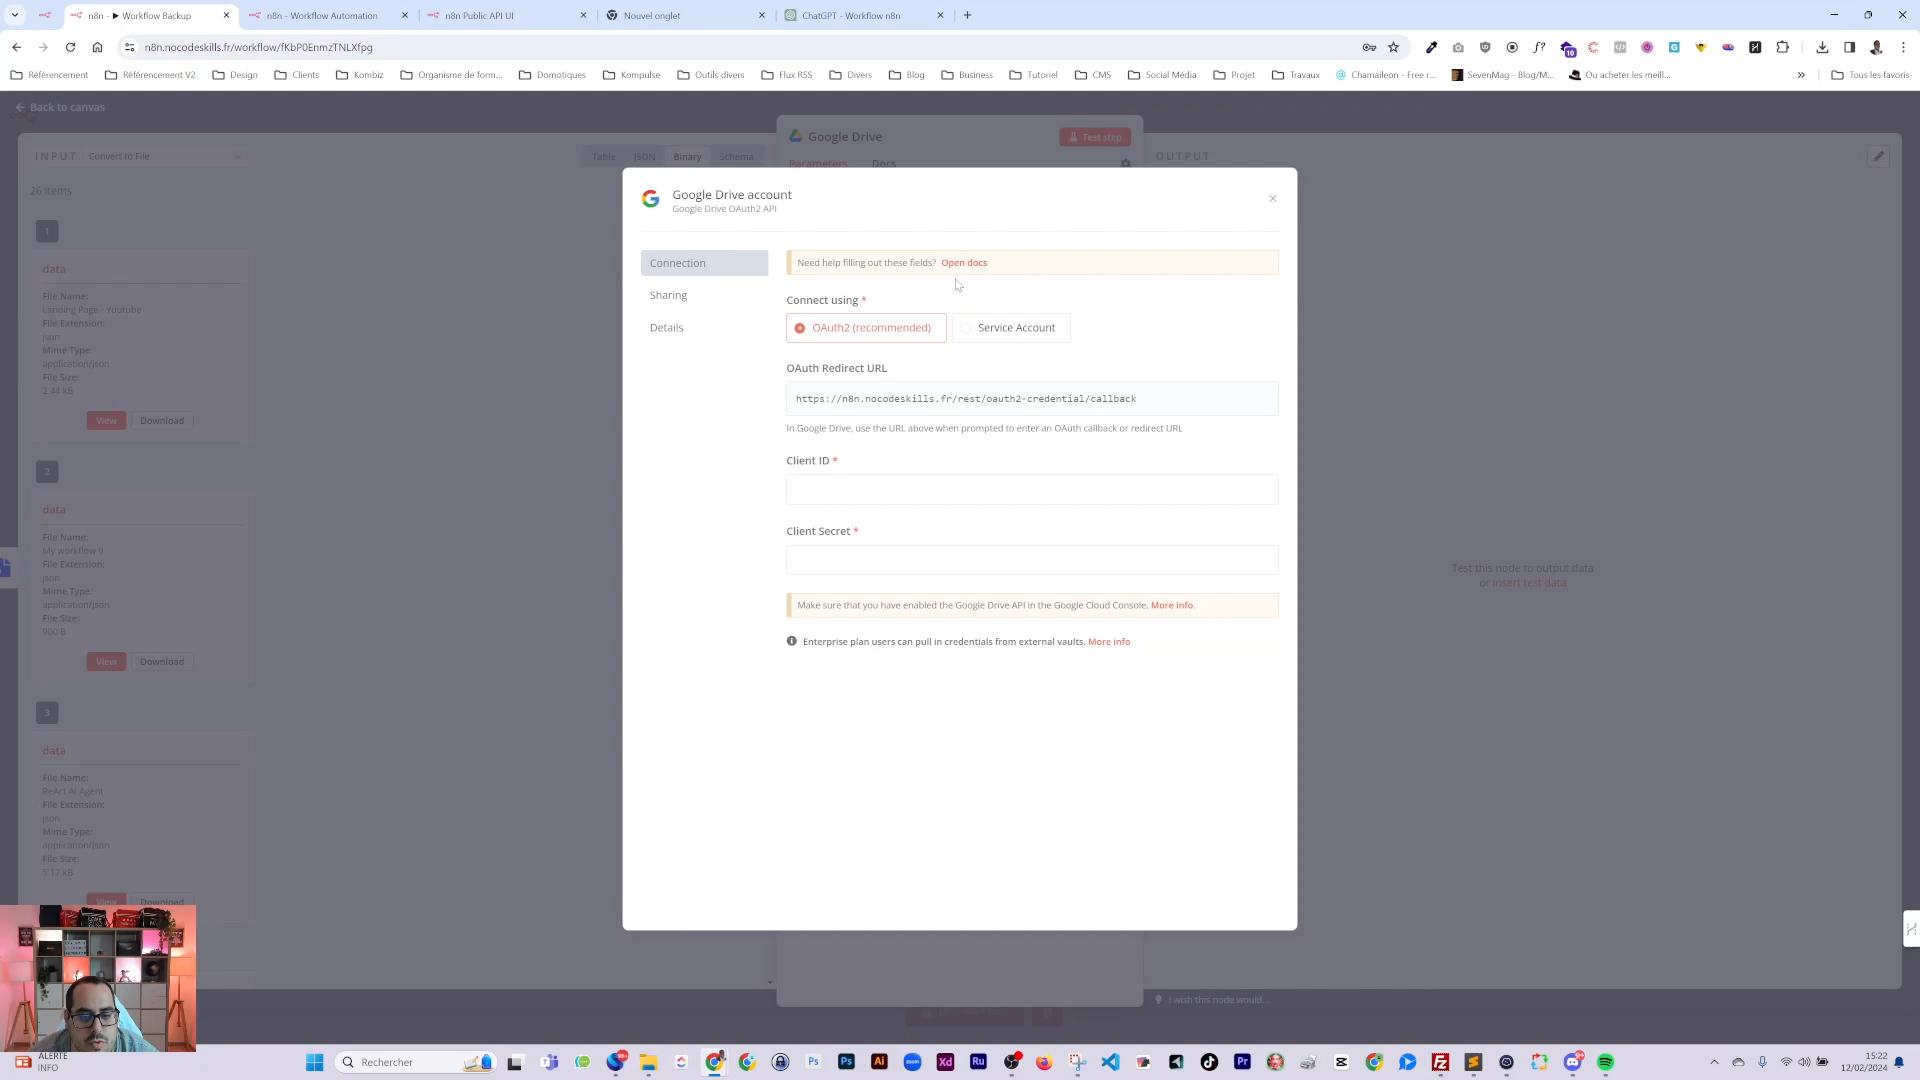 n8n - ▶ Workflow Backup
n8n - Workflow Automation
n8n Public API UI
Nouvel onglet
ChatGPT - Workflow n8n
n8n.nocodeskills.fr/workflow/fKbP0EnmzTNLXfpg
Référencement
Référencement V2
Design
Clients
Kombiz
Organisme de form...
Domotiques
Kompulse
Outils divers
Flux RSS
Divers
Blog
Business
Tutoriel
CMS
Social Média
Projet
Travaux
Chamaileon - Free r...
SevenMag - Blog/M...
Ou acheter les meill...
»
Tous les favoris
Back to canvas
INPUT
Convert to File
Table
JSON
Binary
Schema
26 items
1
data
File Name:
Landing Page - Youtube
File Extension:
json
Mime Type:
application/json
File Size:
2.44 kB
View
Download
2
data
File Name:
My workflow 9
File Extension:
json
Mime Type:
application/json
File Size:
900 B
View
Download
3
data
File Name:
ReAct AI Agent
File Extension:
json
Mime Type:
application/json
File Size:
5.17 kB
View
Download
Google Drive
Test step
Parameters
Docs
OUTPUT
Test this node to output data
or insert test data
I wish this node would...
Google Drive account
Google Drive OAuth2 API
Connection
Sharing
Details
Need help filling out these fields? Open docs
Connect using *
OAuth2 (recommended)
Service Account
OAuth Redirect URL
https://n8n.nocodeskills.fr/rest/oauth2-credential/callback
In Google Drive, use the URL above when prompted to enter an OAuth callback or redirect URL
Client ID *
Client Secret *
Make sure that you have enabled the Google Drive API in the Google Cloud Console. More info.
Enterprise plan users can pull in credentials from external vaults. More info
ALERTE
INFO
Rechercher
15:22
12/02/2024